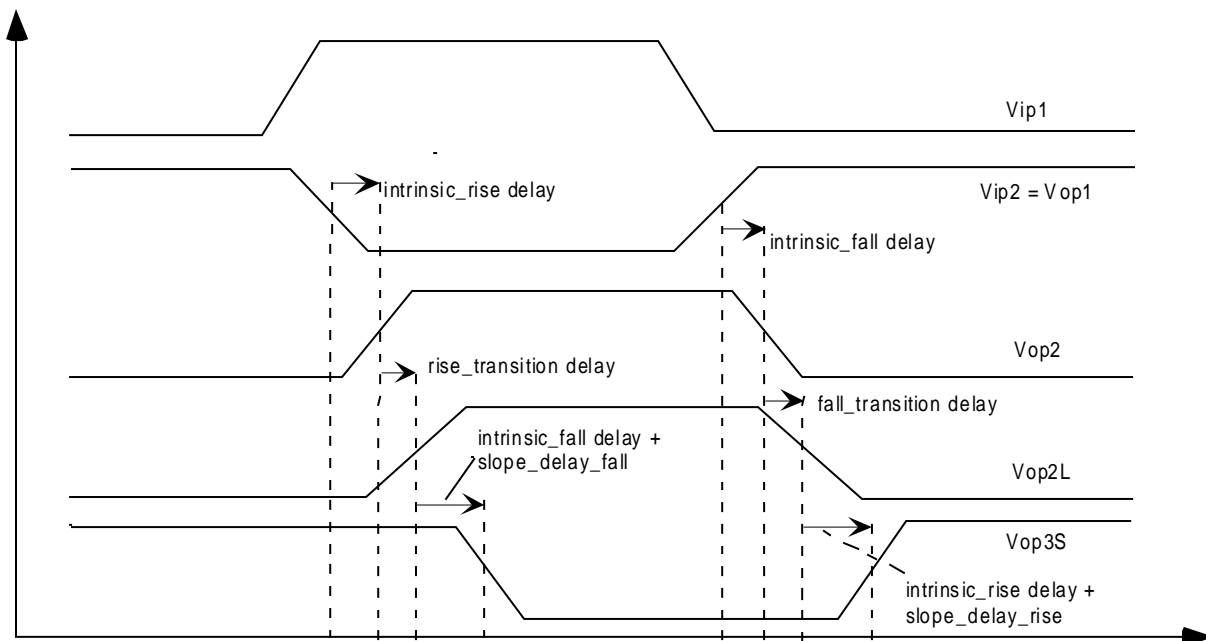 Vip1
intrinsic_rise delay
Vip2 = Vop1
intrinsic_fall delay
Vop2
rise_transition delay
fall_transition delay
intrinsic_fall delay +
slope_delay_fall
Vop2L
Vop3S
intrinsic_rise delay +
slope_delay_rise